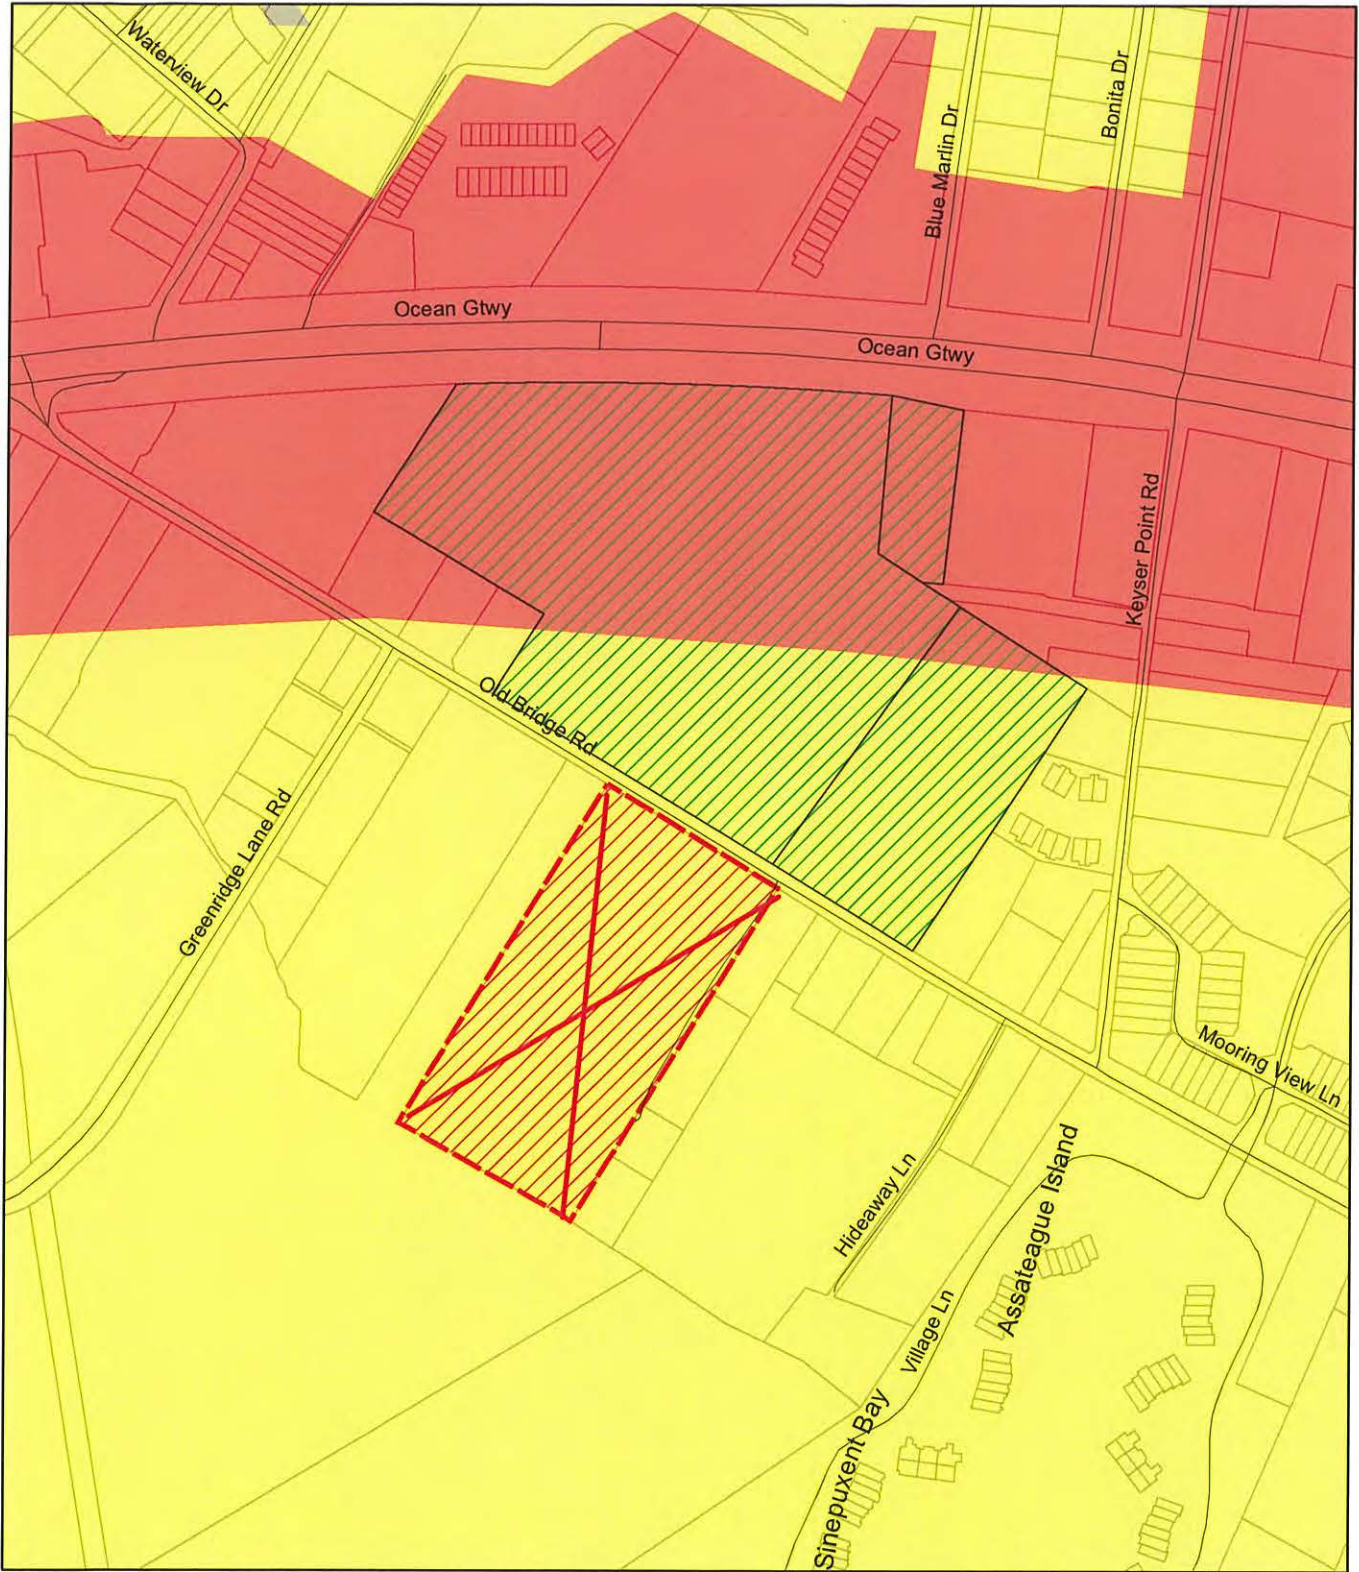 Waterview Dr
Bonita Dr
Blue Marlin Dr
Ocean Gtwy
Ocean Gtwy
Keyser Point Rd
Old Bridge Rd
Greenridge Lane Rd
Mooring View Ln
Hideaway Ln
Assateague Island
Village Ln
Sinepuxent Bay